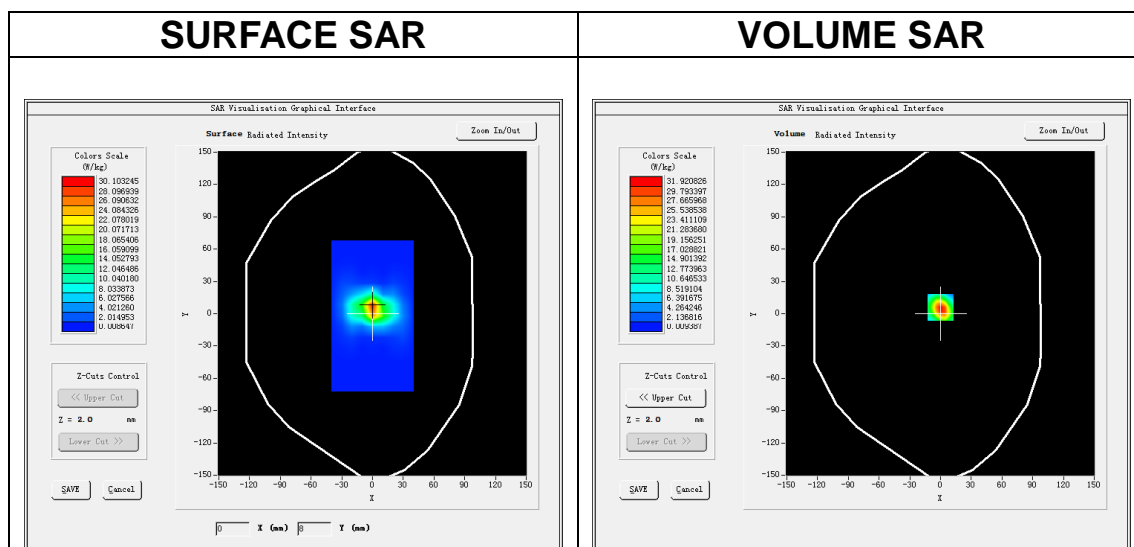 SURFACE SAR
SAR Visualisation Graphical Interface
Surface Radiated Intensity
Zoom In/Out
Colors Scale
(W/kg)
30.103245
28.096939
26.090632
24.084326
22.078019
20.071713
18.065406
16.059099
14.052793
12.046486
10.040180
8.033873
6.027566
4.021260
2.014953
0.008647
150
120
90
60
30
0
-30
-60
-90
-120
-150
Y
-150 -120 -90 -60 -30 0 30 60 90 120 150
X
Z-Cuts Control
<< Upper Cut
Z = 2.0 mm
Lower Cut >>
SAVE Cancel
0 X (mm) 8 Y (mm)
VOLUME SAR
SAR Visualisation Graphical Interface
Volume Radiated Intensity
Zoom In/Out
Colors Scale
(W/kg)
31.920826
29.793397
27.665968
25.538538
23.411109
21.283680
19.156251
17.028821
14.901392
12.773963
10.646533
8.519104
6.391675
4.264246
2.136816
0.009387
150
120
90
60
30
0
-30
-60
-90
-120
-150
Y
-150 -120 -90 -60 -30 0 30 60 90 120 150
X
Z-Cuts Control
<< Upper Cut
Z = 2.0 mm
Lower Cut >>
SAVE Cancel